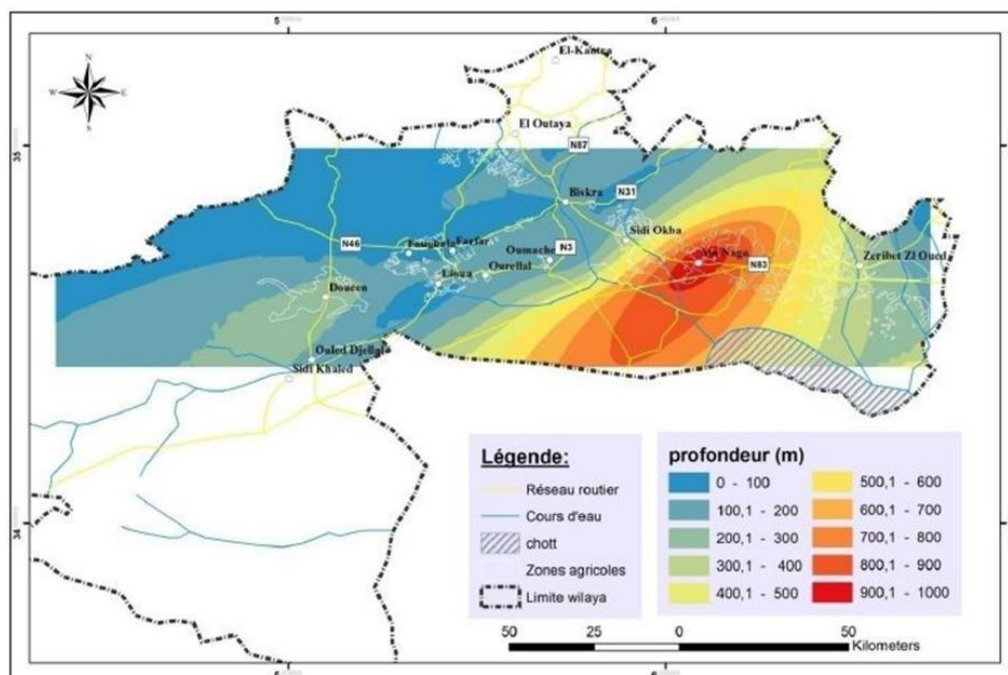 5
6
N
W
E
S
El-Kantra
35
El Outaya
N87
Biskra
N31
Sidi Okba
N46
Foughala
Farfar
Oumache
N3
N83
Zeribet El Oued
Lioua
Ourellal
Doucen
Ouled Djellal
Sidi Khaled
34
Légende:
Réseau routier
Cours d'eau
chott
Zones agricoles
Limite wilaya
profondeur (m)
0 - 100
100,1 - 200
200,1 - 300
300,1 - 400
400,1 - 500
500,1 - 600
600,1 - 700
700,1 - 800
800,1 - 900
900,1 - 1000
50
25
0
50
Kilometers
6